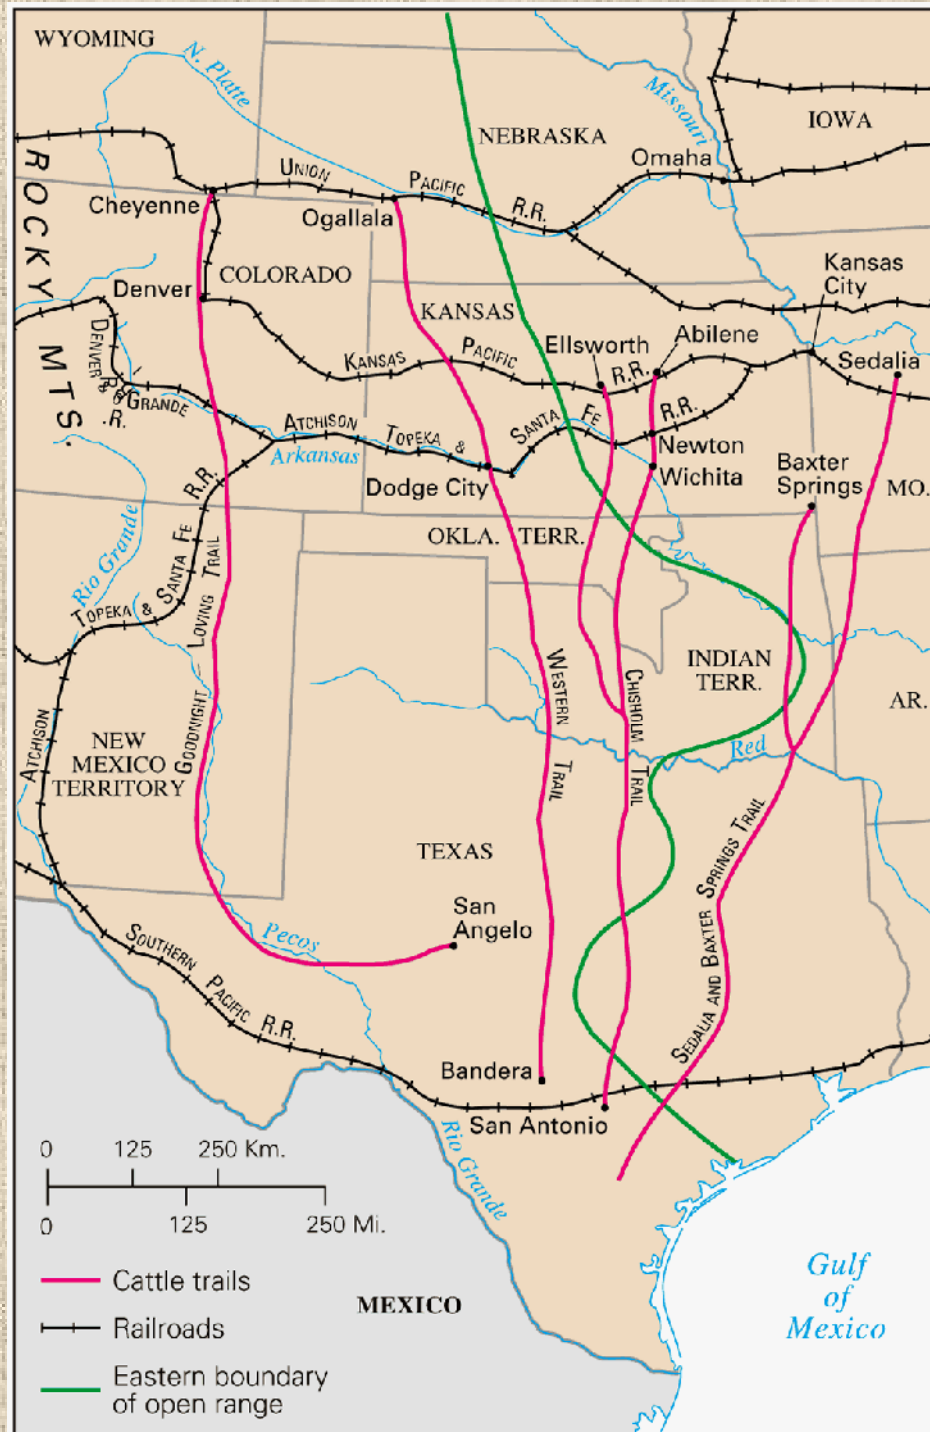 WYOMING
N. Platte
Missouri
IOWA
NEBRASKA
Omaha
UNION
PACIFIC
R.R.
Cheyenne
Ogallala
ROCKY MTS.
COLORADO
Denver
Kansas
City
KANSAS
Ellsworth
Abilene
KANSAS
PACIFIC
R.R.
Sedalia
DENVER &
RIO GRANDE
R.R.
ATCHISON
TOPEKA &
SANTA
FE
R.R.
Arkansas
Newton
Wichita
Dodge City
Baxter
Springs
MO.
Rio Grande
OKLA. TERR.
ATCHISON
TOPEKA &
SANTA FE
R.R.
GOODNIGHT
LOVING
TRAIL
WESTERN
TRAIL
CHISHOLM
TRAIL
INDIAN
TERR.
AR.
Red
NEW
MEXICO
TERRITORY
TEXAS
SEDALIA AND BAXTER SPRINGS TRAIL
San
Angelo
Pecos
SOUTHERN
PACIFIC
R.R.
Bandera
San Antonio
Rio Grande
0 125 250 Km.
0 125 250 Mi.
Gulf
of
Mexico
MEXICO
Cattle trails
Railroads
Eastern boundary
of open range